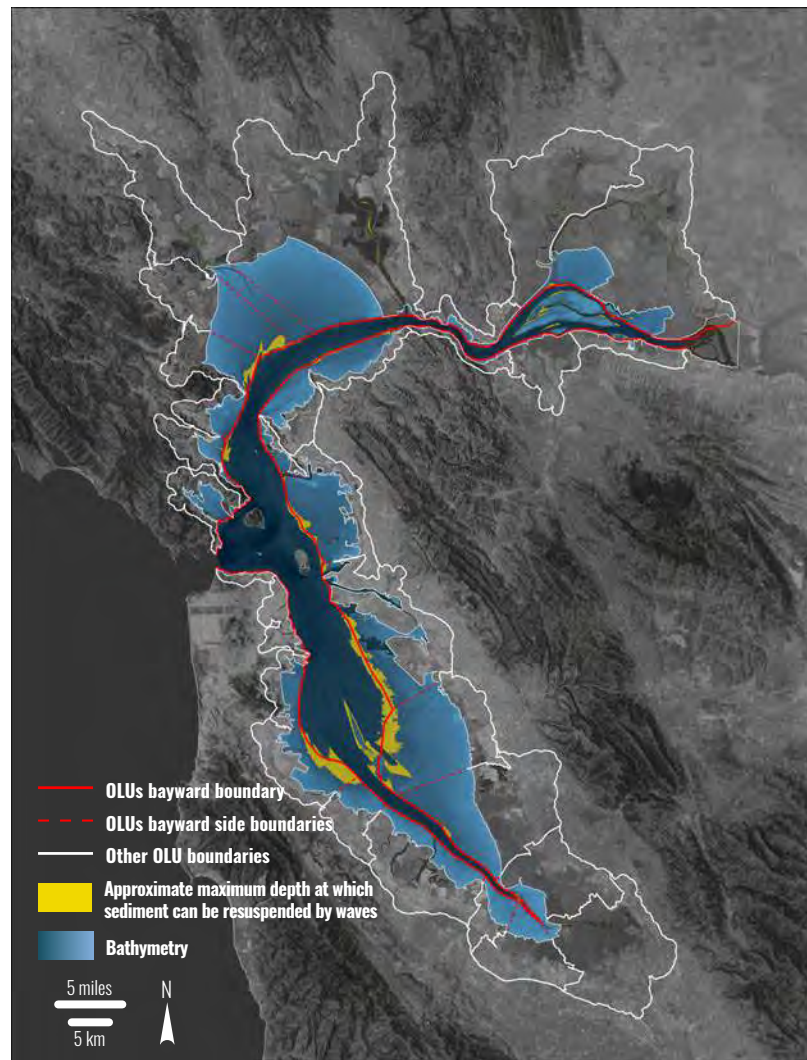 OLUs bayward boundary
OLUs bayward side boundaries
Other OLU boundaries
Approximate maximum depth at which
sediment can be resuspended by waves
Bathymetry
5 miles
5 km
N